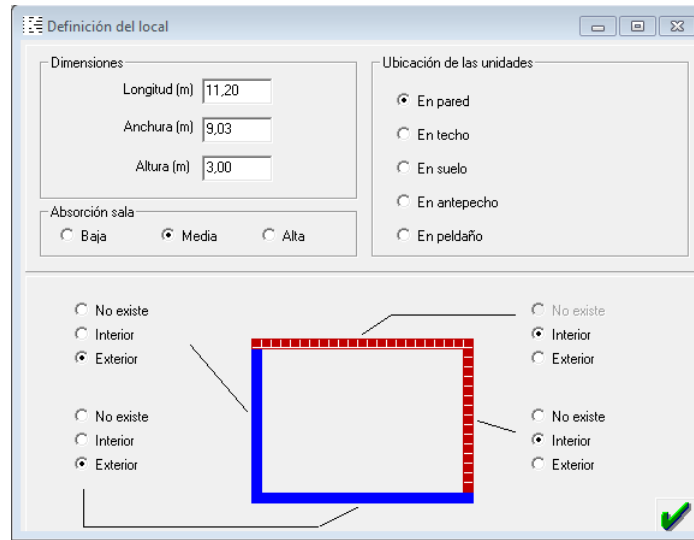 Definición del local
Dimensiones
Longitud (m) 11,20
Anchura (m) 9,03
Altura (m) 3,00
Absorción sala
Baja Media Alta
Ubicación de las unidades
En pared
En techo
En suelo
En antepecho
En peldaño
No existe
Interior
Exterior
No existe
Interior
Exterior
No existe
Interior
Exterior
No existe
Interior
Exterior